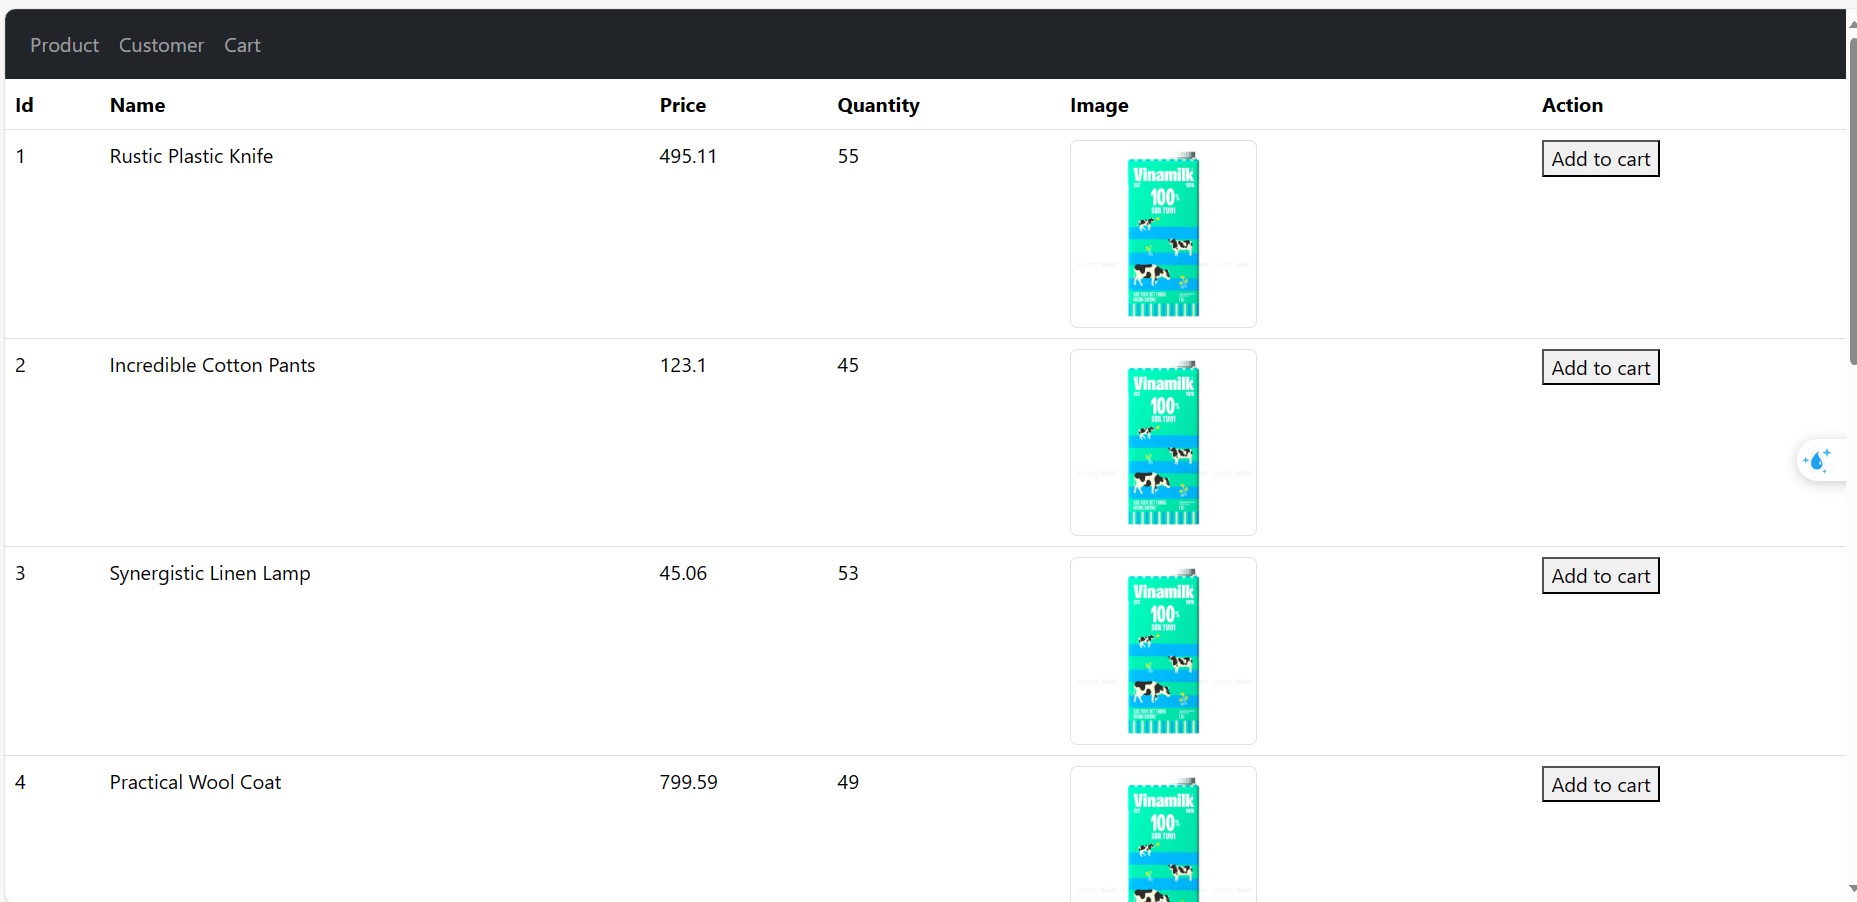 Product Customer Cart
Id Name Price Quantity Image Action
1 Rustic Plastic Knife 495.11 55 Add to cart
Vinamilk
100%
SỮA TƯƠI
2 Incredible Cotton Pants 123.1 45 Add to cart
Vinamilk
100%
SỮA TƯƠI
3 Synergistic Linen Lamp 45.06 53 Add to cart
Vinamilk
100%
SỮA TƯƠI
4 Practical Wool Coat 799.59 49 Add to cart
Vinamilk
100%
SỮA TƯƠI